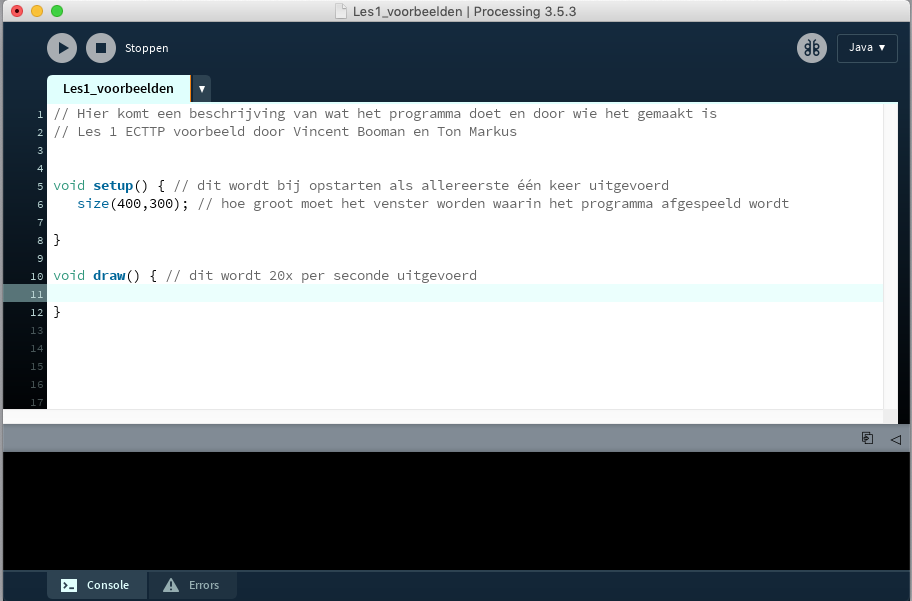 Les1_voorbeelden | Processing 3.5.3
Stoppen
Java ▼
Les1_voorbeelden ▼
1 // Hier komt een beschrijving van wat het programma doet en door wie het gemaakt is
2 // Les 1 ECTTP voorbeeld door Vincent Booman en Ton Markus
3
4
5 void setup() { // dit wordt bij opstarten als allereerste één keer uitgevoerd
6 size(400,300); // hoe groot moet het venster worden waarin het programma afgespeeld wordt
7
8 }
9
10 void draw() { // dit wordt 20x per seconde uitgevoerd
11
12 }
13
14
15
16
17
Console
Errors